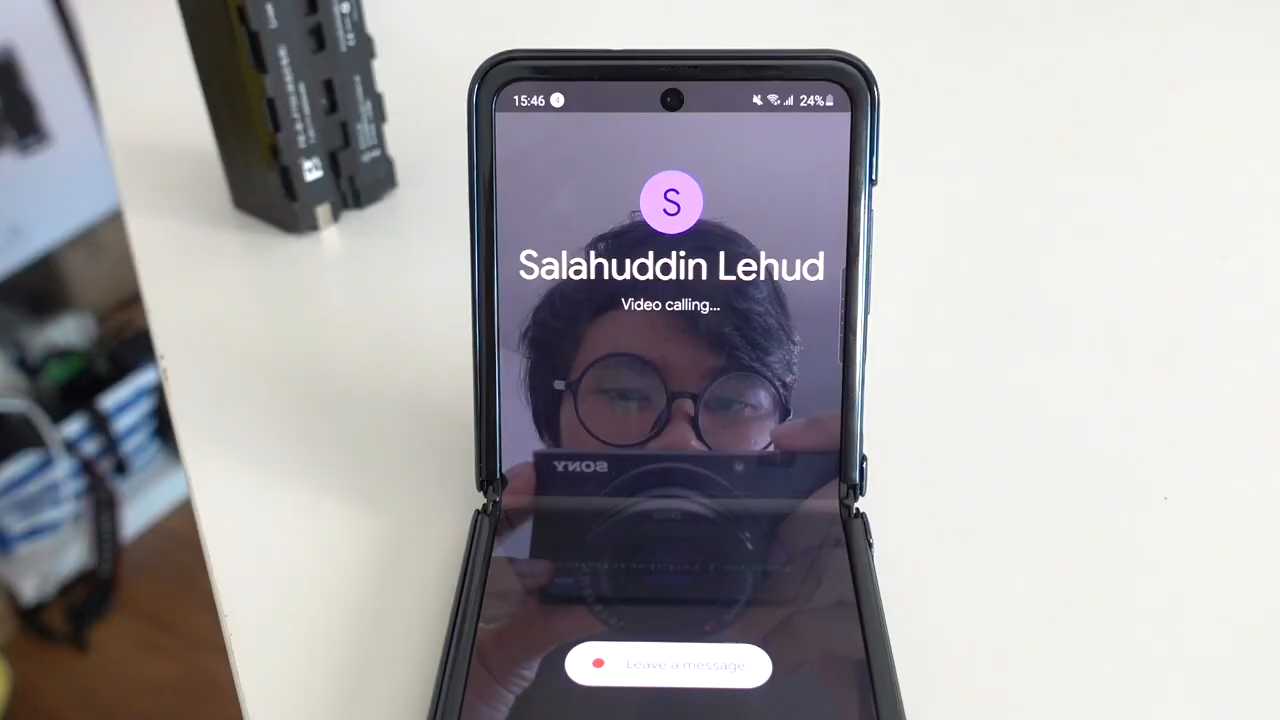 15:46
24%
S
Salahuddin Lehud
Video calling...
SONY
Leave a message